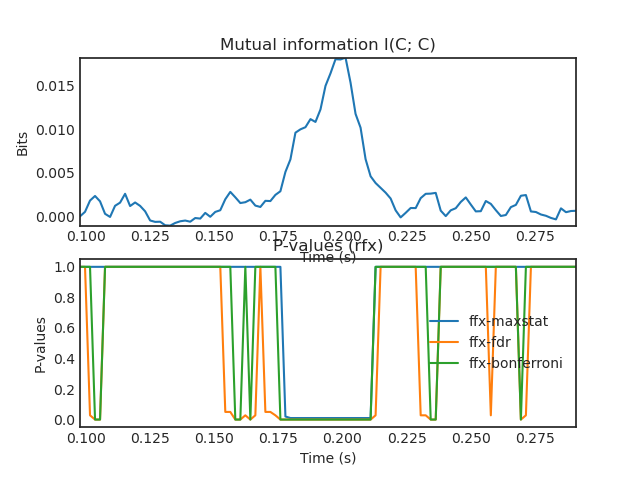 Mutual information I(C; C)
Bits
0.015
0.010
0.005
0.000
0.100 0.125 0.150 0.175 0.200 0.225 0.250 0.275
Time (s)
P-values (rfx)
P-values
1.0
0.8
0.6
0.4
0.2
0.0
ffx-maxstat
ffx-fdr
ffx-bonferroni
0.100 0.125 0.150 0.175 0.200 0.225 0.250 0.275
Time (s)